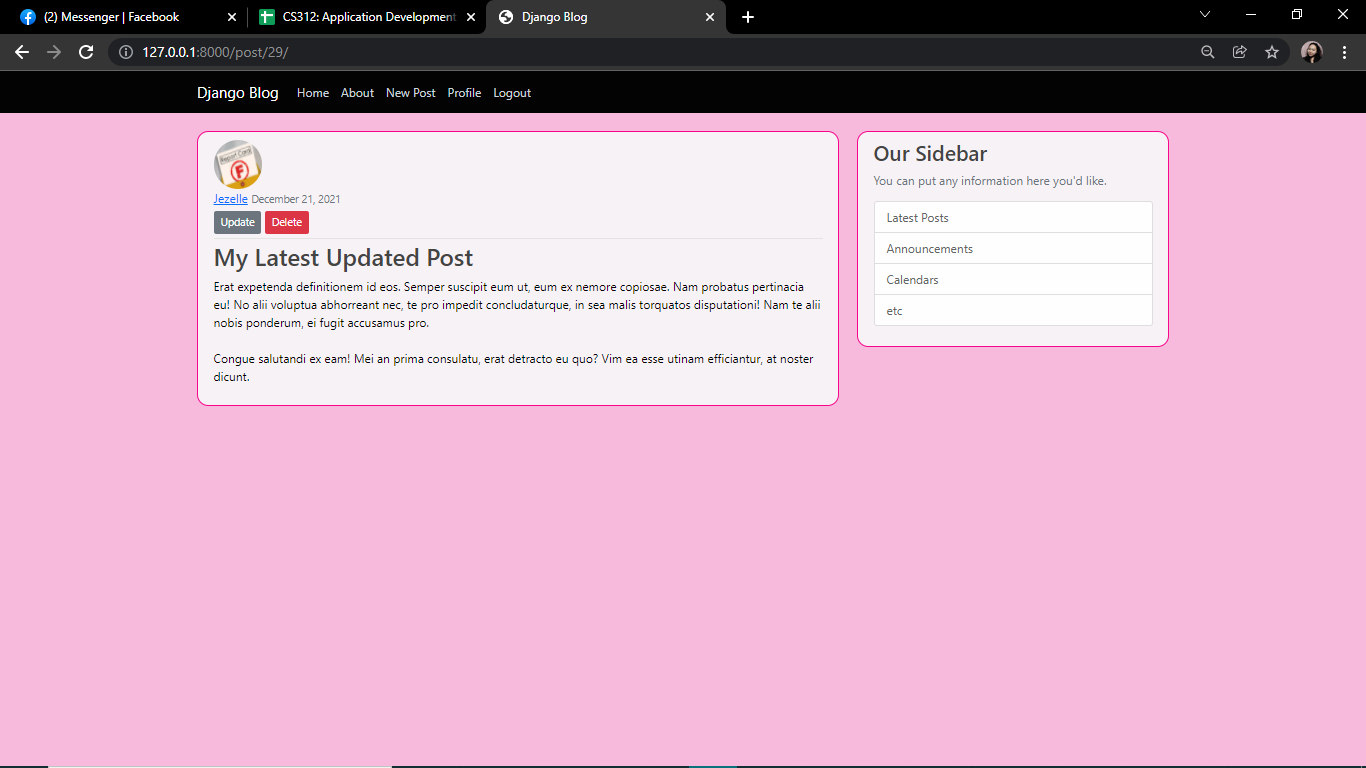 (2) Messenger | Facebook
CS312: Application Development
Django Blog
127.0.0.1:8000/post/29/
Django Blog Home About New Post Profile Logout
Report Card
F
Jezelle December 21, 2021
Update Delete
My Latest Updated Post
Erat expetenda definitionem id eos. Semper suscipit eum ut, eum ex nemore copiosae. Nam probatus pertinacia
eu! No alii voluptua abhorreant nec, te pro impedit concludaturque, in sea malis torquatos disputationi! Nam te alii
nobis ponderum, ei fugit accusamus pro.
Congue salutandi ex eam! Mei an prima consulatu, erat detracto eu quo? Vim ea esse utinam efficiantur, at noster
dicunt.
Our Sidebar
You can put any information here you'd like.
Latest Posts
Announcements
Calendars
etc